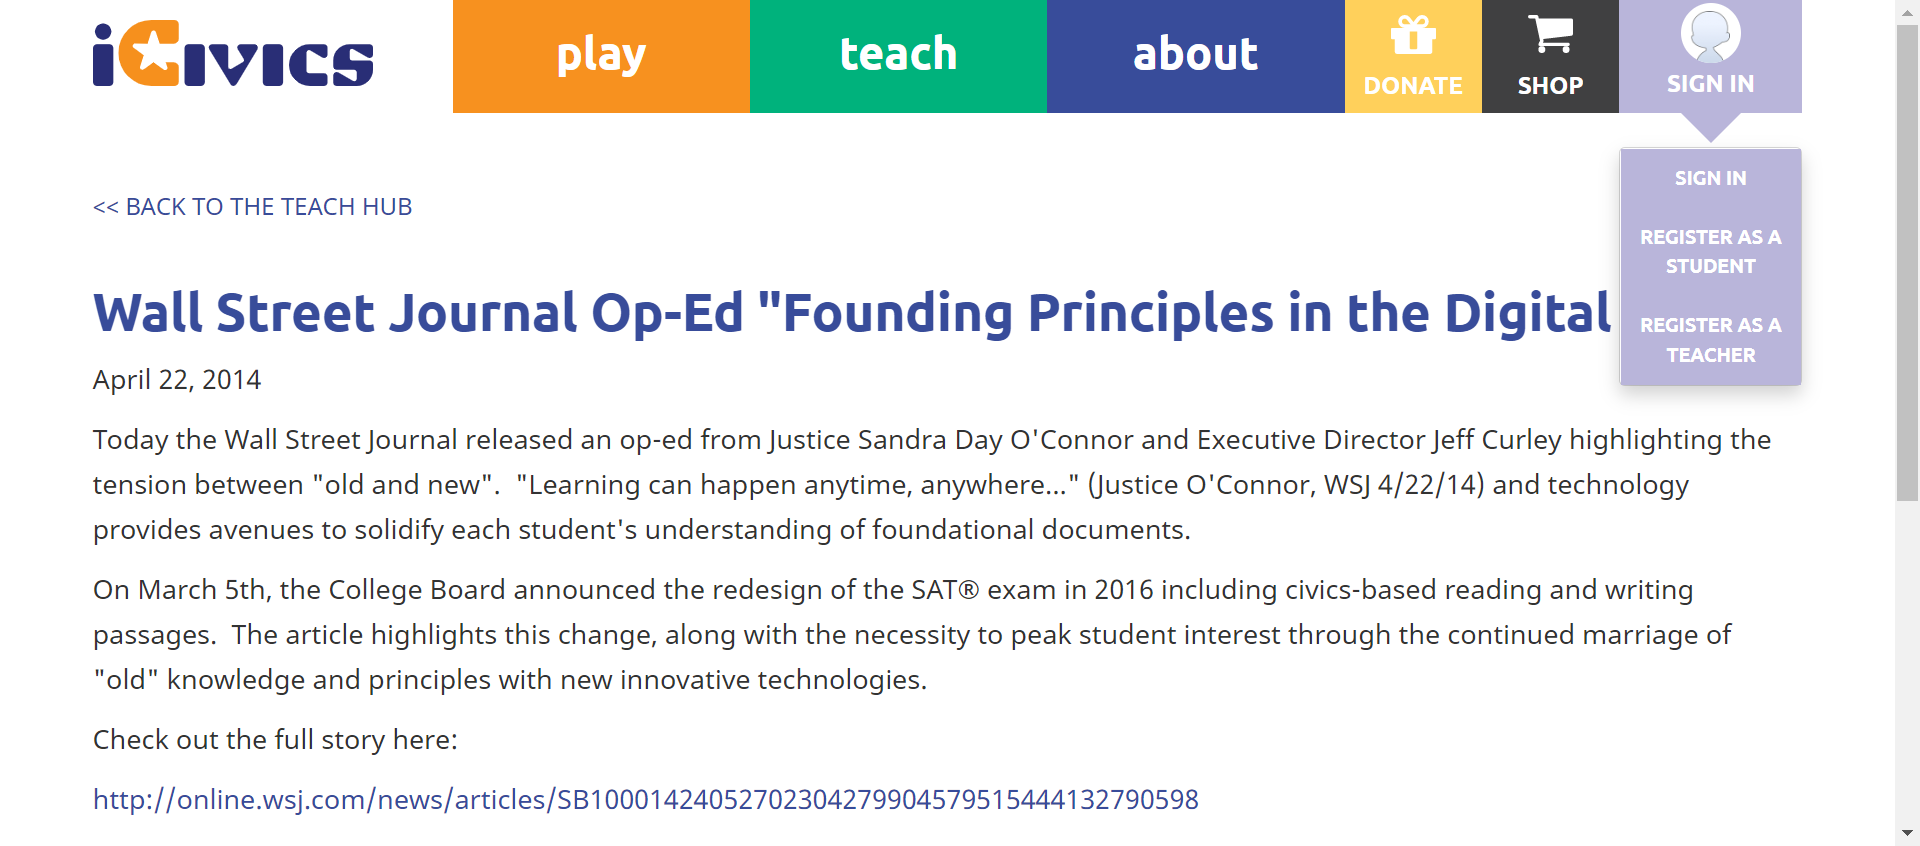 iCivics
play
teach
about
DONATE
SHOP
SIGN IN
SIGN IN
REGISTER AS A
STUDENT
REGISTER AS A
TEACHER
<< BACK TO THE TEACH HUB
Wall Street Journal Op-Ed "Founding Principles in the Digital
April 22, 2014
Today the Wall Street Journal released an op-ed from Justice Sandra Day O'Connor and Executive Director Jeff Curley highlighting the
tension between "old and new".  "Learning can happen anytime, anywhere..." (Justice O'Connor, WSJ 4/22/14) and technology
provides avenues to solidify each student's understanding of foundational documents.
On March 5th, the College Board announced the redesign of the SAT® exam in 2016 including civics-based reading and writing
passages.  The article highlights this change, along with the necessity to peak student interest through the continued marriage of
"old" knowledge and principles with new innovative technologies.
Check out the full story here:
http://online.wsj.com/news/articles/SB10001424052702304279904579515444132790598